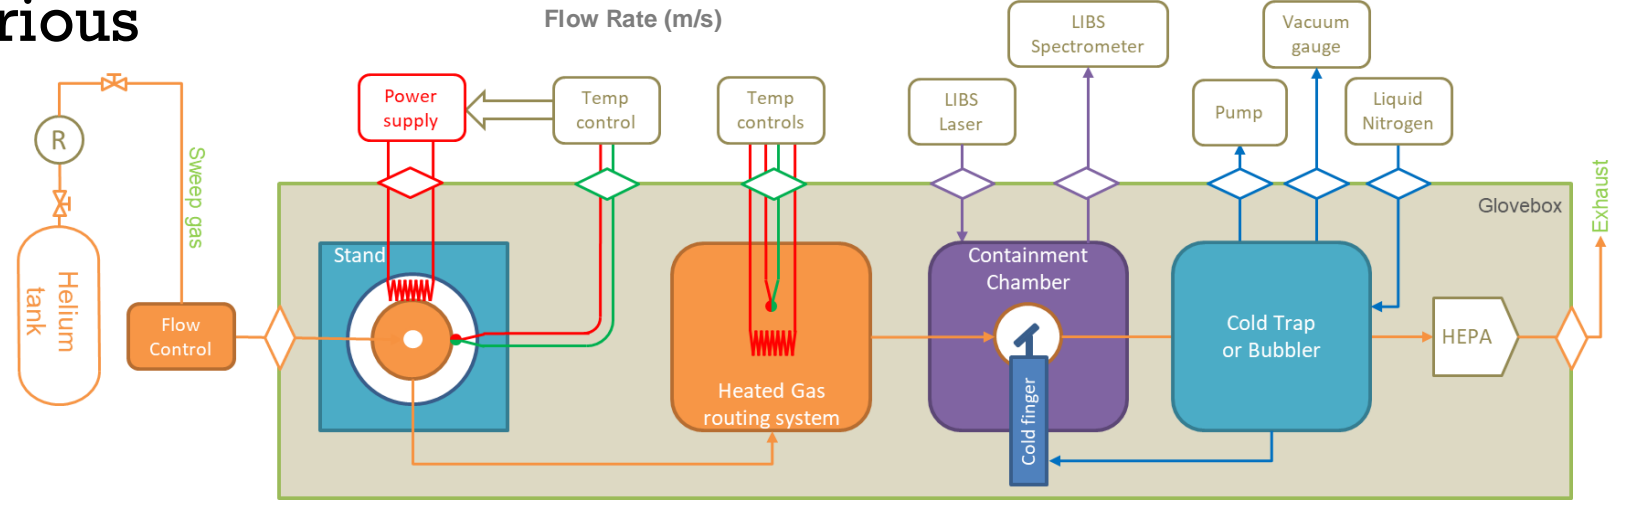 rious
Flow Rate (m/s)
LIBS
Spectrometer
Vacuum
gauge
Power
supply
Temp
control
Temp
controls
LIBS
Laser
Pump
Liquid
Nitrogen
R
Sweep gas
Helium
tank
Flow
Control
Glovebox
Exhaust
Stand
Heated Gas
routing system
Containment
Chamber
Cold finger
Cold Trap
or Bubbler
HEPA